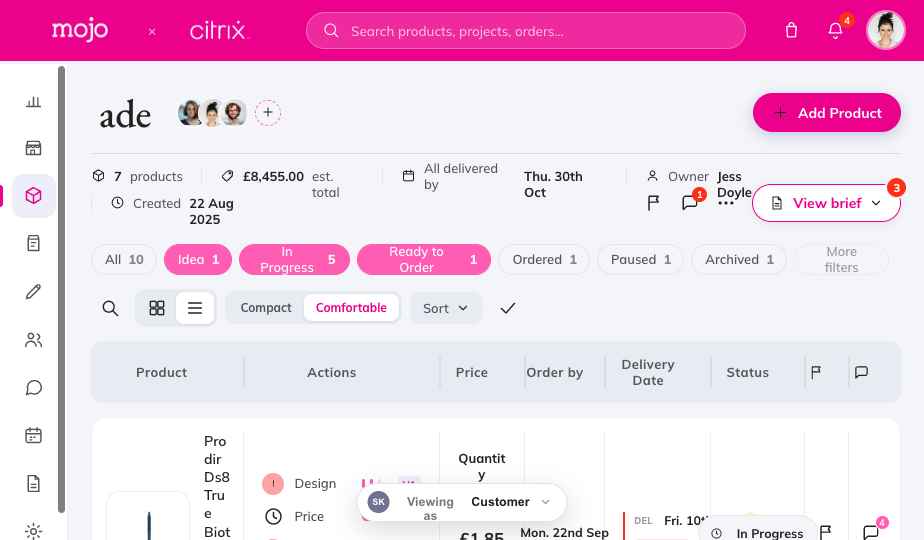 mojo × citrix
Search products, projects, orders...
4
ade
+
Add Product
7 products
£8,455.00 est. total
All delivered by Thu. 30th Oct
Owner Jess Doyle
Created 22 Aug 2025
1
View brief
3
All 10
Idea 1
In Progress 5
Ready to Order 1
Ordered 1
Paused 1
Archived 1
More filters
Compact
Comfortable
Sort
Product
Actions
Price
Order by
Delivery Date
Status
Pro
dir
Ds8
Tru
e
Biot
Design
Price
Quantit
y
£1.85
Mon. 22nd Sep
DEL
In Progress
4
SK
Viewing as
Customer